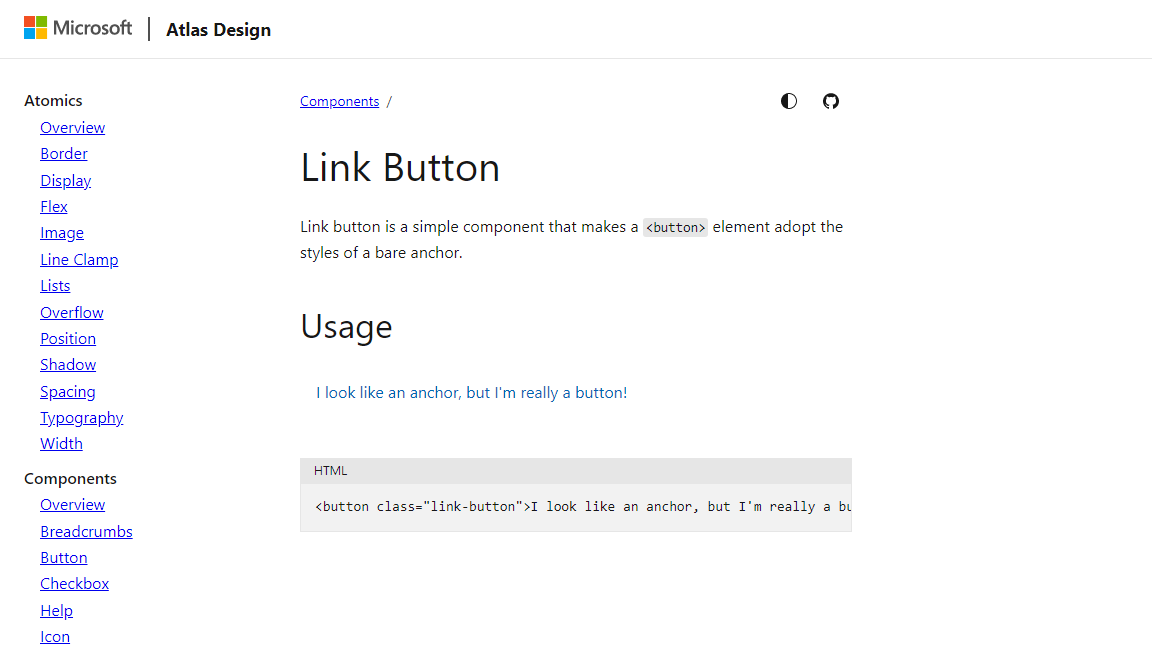 Microsoft | Atlas Design
Atomics
Overview
Border
Display
Flex
Image
Line Clamp
Lists
Overflow
Position
Shadow
Spacing
Typography
Width
Components
Overview
Breadcrumbs
Button
Checkbox
Help
Icon
Components /
Link Button
Link button is a simple component that makes a <button> element adopt the
styles of a bare anchor.
Usage
I look like an anchor, but I'm really a button!
HTML
<button class="link-button">I look like an anchor, but I'm really a bu